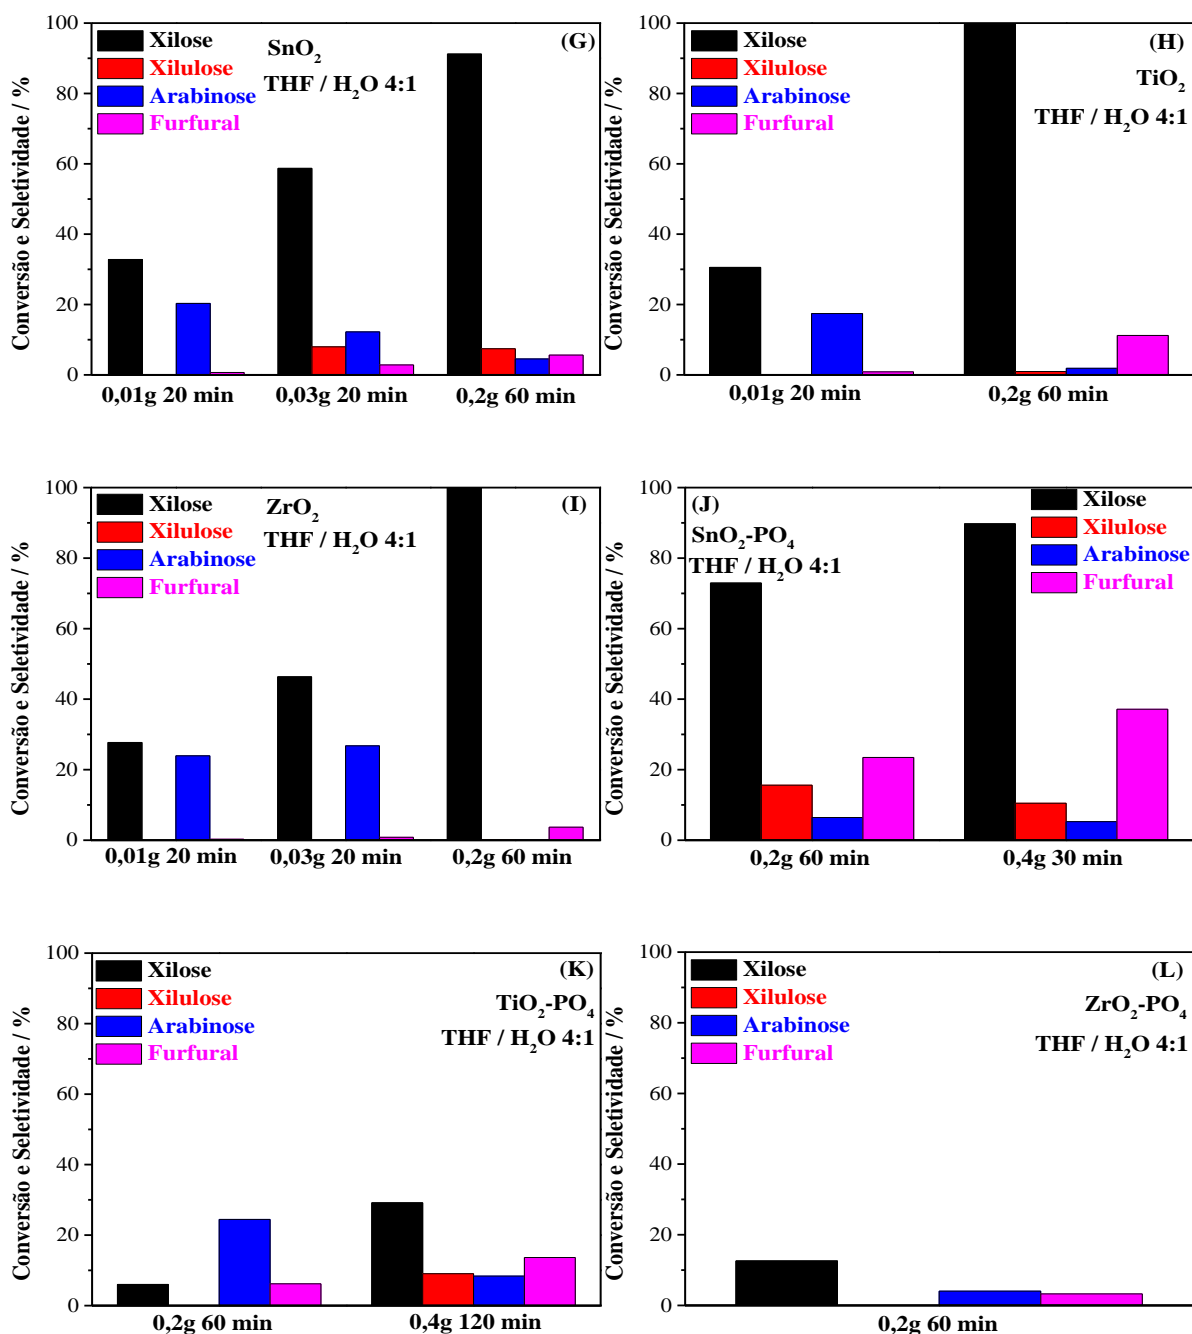 Conversão e Seletividade / %
100
80
60
40
20
0
Xilose
Xilulose
Arabinose
Furfural
SnO₂
THF / H₂O 4:1
(G)
0,01g 20 min
0,03g 20 min
0,2g 60 min
Conversão e Seletividade / %
100
80
60
40
20
0
Xilose
Xilulose
Arabinose
Furfural
(H)
TiO₂
THF / H₂O 4:1
0,01g 20 min
0,2g 60 min
Conversão e Seletividade / %
100
80
60
40
20
0
Xilose
Xilulose
Arabinose
Furfural
ZrO₂
THF / H₂O 4:1
(I)
0,01g 20 min
0,03g 20 min
0,2g 60 min
Conversão e Seletividade / %
100
80
60
40
20
0
(J)
SnO₂-PO₄
THF / H₂O 4:1
Xilose
Xilulose
Arabinose
Furfural
0,2g 60 min
0,4g 30 min
Conversão e Seletividade / %
100
80
60
40
20
0
Xilose
Xilulose
Arabinose
Furfural
(K)
TiO₂-PO₄
THF / H₂O 4:1
0,2g 60 min
0,4g 120 min
Conversão e Seletividade / %
100
80
60
40
20
0
Xilose
Xilulose
Arabinose
Furfural
(L)
ZrO₂-PO₄
THF / H₂O 4:1
0,2g 60 min